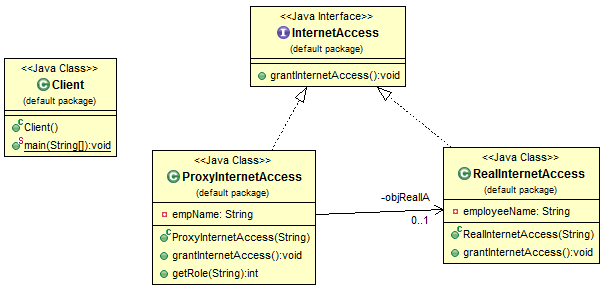 <<Java Interface>>
I InternetAccess
(default package)
grantInternetAccess():void
<<Java Class>>
C Client
(default package)
C Client()
S main(String[]):void
<<Java Class>>
C ProxyInternetAccess
(default package)
empName: String
C ProxyInternetAccess(String)
grantInternetAccess():void
getRole(String):int
-objRealIA
0..1
<<Java Class>>
C RealInternetAccess
(default package)
employeeName: String
C RealInternetAccess(String)
grantInternetAccess():void